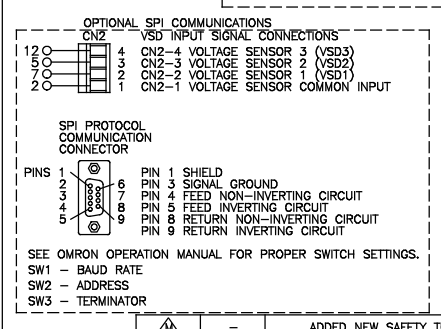 OPTIONAL SPI COMMUNICATIONS
CN2 VSD INPUT SIGNAL CONNECTIONS
12 4 CN2-4 VOLTAGE SENSOR 3 (VSD3)
5 3 CN2-3 VOLTAGE SENSOR 2 (VSD2)
7 2 CN2-2 VOLTAGE SENSOR 1 (VSD1)
2 1 CN2-1 VOLTAGE SENSOR COMMON INPUT
SPI PROTOCOL
COMMUNICATION
CONNECTOR
PINS 1 PIN 1 SHIELD
2 6 PIN 3 SIGNAL GROUND
3 7 PIN 4 FEED NON-INVERTING CIRCUIT
4 8 PIN 5 FEED INVERTING CIRCUIT
5 9 PIN 8 RETURN NON-INVERTING CIRCUIT
PIN 9 RETURN INVERTING CIRCUIT
SEE OMRON OPERATION MANUAL FOR PROPER SWITCH SETTINGS.
SW1 - BAUD RATE
SW2 - ADDRESS
SW3 - TERMINATOR
- ADDED NEW SAFETY